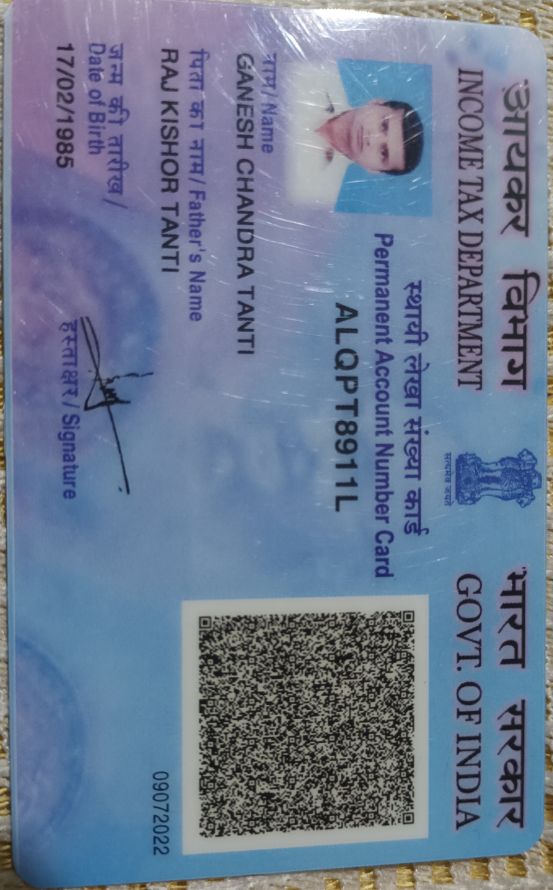 आयकर विभाग
INCOME TAX DEPARTMENT
सत्यमेव जयते
भारत सरकार
GOVT. OF INDIA
स्थायी लेखा संख्या कार्ड
Permanent Account Number Card
ALQPT8911L
नाम / Name
GANESH CHANDRA TANTI
पिता का नाम / Father's Name
RAJ KISHOR TANTI
जन्म की तारीख /
Date of Birth
17/02/1985
हस्ताक्षर / Signature
09072022